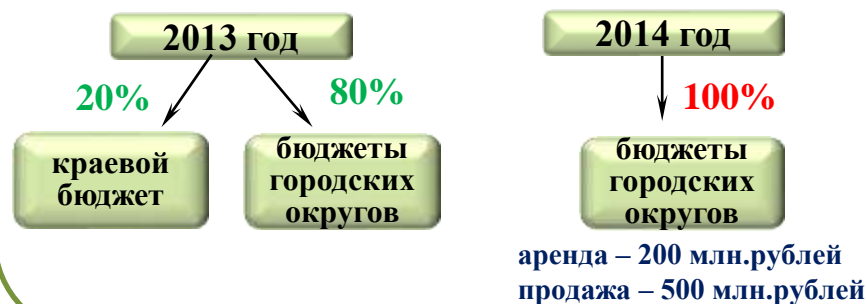 2013 год
20%
80%
краевой
бюджет
бюджеты
городских
округов
2014 год
100%
бюджеты
городских
округов
аренда – 200 млн.рублей
продажа – 500 млн.рублей